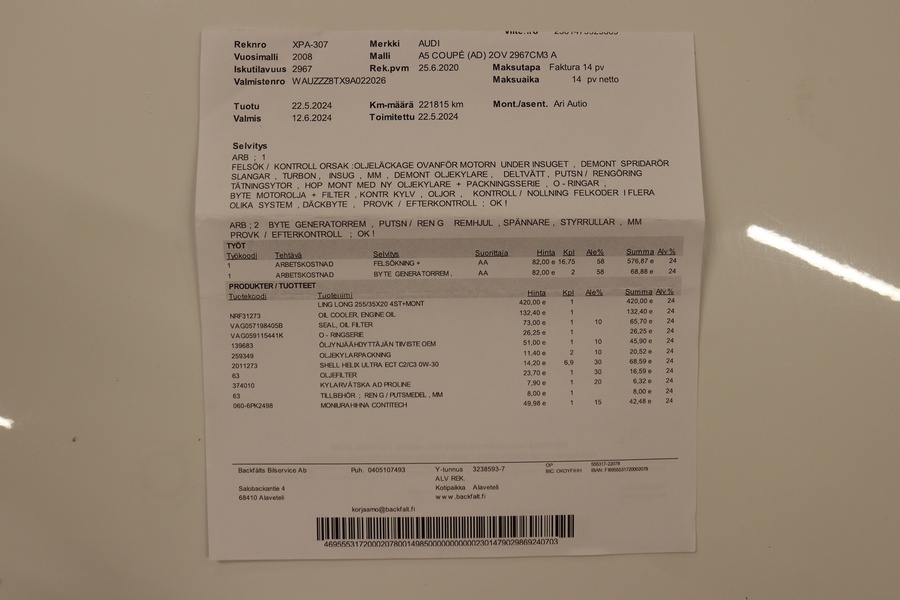 Reknro XPA-307 Merkki AUDI
Vuosimalli 2008 Malli A5 COUPÉ (AD) 2OV 2967CM3 A
Iskutilavuus 2967 Rek.pvm 25.6.2020 Maksutapa Faktura 14 pv
Valmistenro WAUZZZ8TX9A022026 Maksuaika 14 pv netto
Tuotu 22.5.2024 Km-määrä 221815 km Mont./asent. Ari Autio
Valmis 12.6.2024 Toimitettu 22.5.2024
Selvitys
ARB ; 1
FELSÖK / KONTROLL ORSAK :OLJELÄCKAGE OVANFÖR MOTORN UNDER INSUGET , DEMONT SPRIDARÖR
SLANGAR , TURBON , INSUG , MM , DEMONT OLJEKYLARE , DELTVÄTT , PUTSN / RENGÖRING
TÄTNINGSYTOR , HOP MONT MED NY OLJEKYLARE + PACKNINGSSERIE , O - RINGAR ,
BYTE MOTOROLJA + FILTER , KONTR KYLV , OLJOR , KONTROLL / NOLLNING FELKODER I FLERA
OLIKA SYSTEM , DÄCKBYTE , PROVK / EFTERKONTROLL ; OK !
ARB ; 2 BYTE GENERATORREM , PUTSN / REN G REMHJUL , SPÄNNARE , STYRRULLAR , MM
PROVK / EFTERKONTROLL ; OK !
TYÖT
Työkoodi Tehtävä Selvitys Suorittaja Hinta Kpl Ale% Summa Alv %
1 ARBETSKOSTNAD FELSÖKNING + AA 82,00 e 16,75 58 576,87 e 24
1 ARBETSKOSTNAD BYTE GENERATORREM , AA 82,00 e 2 58 68,88 e 24
PRODUKTER / TUOTTEET
Tuotekoodi Tuotenimi Hinta Kpl Ale% Summa Alv %
LING LONG 255/35X20 4ST+MONT 420,00 e 1 420,00 e 24
NRF31273 OIL COOLER, ENGINE OIL 132,40 e 1 132,40 e 24
VAG057198405B SEAL, OIL FILTER 73,00 e 1 10 65,70 e 24
VAG059115441K O - RINGSERIE 26,25 e 1 26,25 e 24
139683 ÖLJYNJÄÄHDYTTÄJÄN TIIVISTE OEM 51,00 e 1 10 45,90 e 24
259349 OLJEKYLARPACKNING 11,40 e 2 10 20,52 e 24
2011273 SHELL HELIX ULTRA ECT C2/C3 0W-30 14,20 e 6,9 30 68,59 e 24
63 OLJEFILTER 23,70 e 1 30 16,59 e 24
374010 KYLARVÄTSKA AD PROLINE 7,90 e 1 20 6,32 e 24
63 TILLBEHÖR ; REN G / PUTSMEDEL , MM 8,00 e 1 8,00 e 24
060-6PK2498 MONIURAHIHNA CONTITECH 49,98 e 1 15 42,48 e 24
Backfälts Bilservice Ab Puh. 0405107493 Y-tunnus 3238593-7 OP
ALV REK.
Salobackantie 4 Kotipaikka Alaveteli
68410 Alaveteli www.backfalt.fi
korjaamo@backfalt.fi